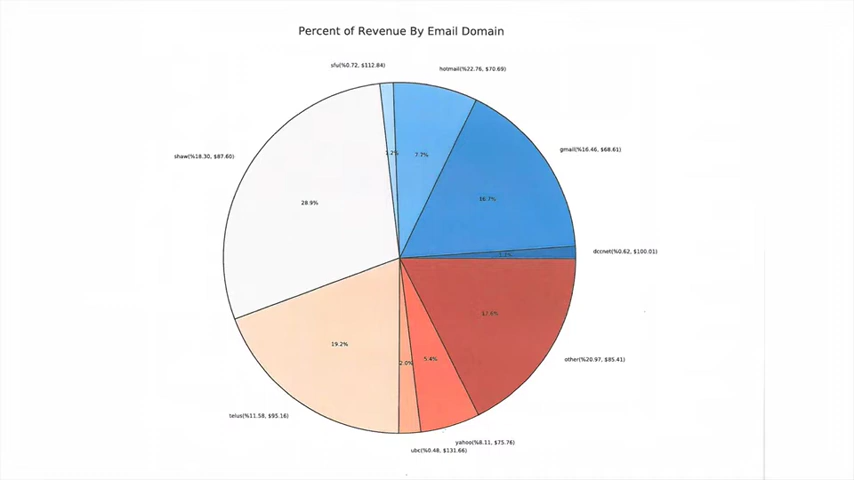 Percent of Revenue By Email Domain
sfu(%0.72, $112.84)
hotmail(%22.76, $70.69)
shaw(%18.30, $87.60)
gmail(%16.46, $68.61)
1.2%
7.7%
28.9%
16.7%
dccnet(%0.62, $100.01)
17.6%
19.2%
2.0%
5.4%
other(%20.97, $85.41)
telus(%11.58, $95.16)
yahoo(%8.11, $75.76)
ubc(%0.48, $131.66)